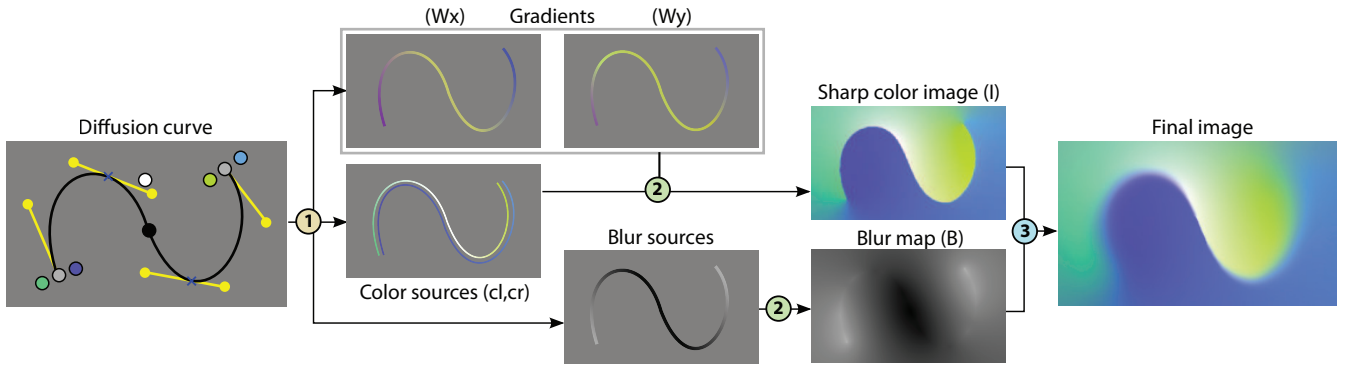 (Wx) Gradients (Wy)
Diffusion curve
Sharp color image (I)
Final image
1
2
Color sources (cl,cr)
Blur sources
Blur map (B)
2
3